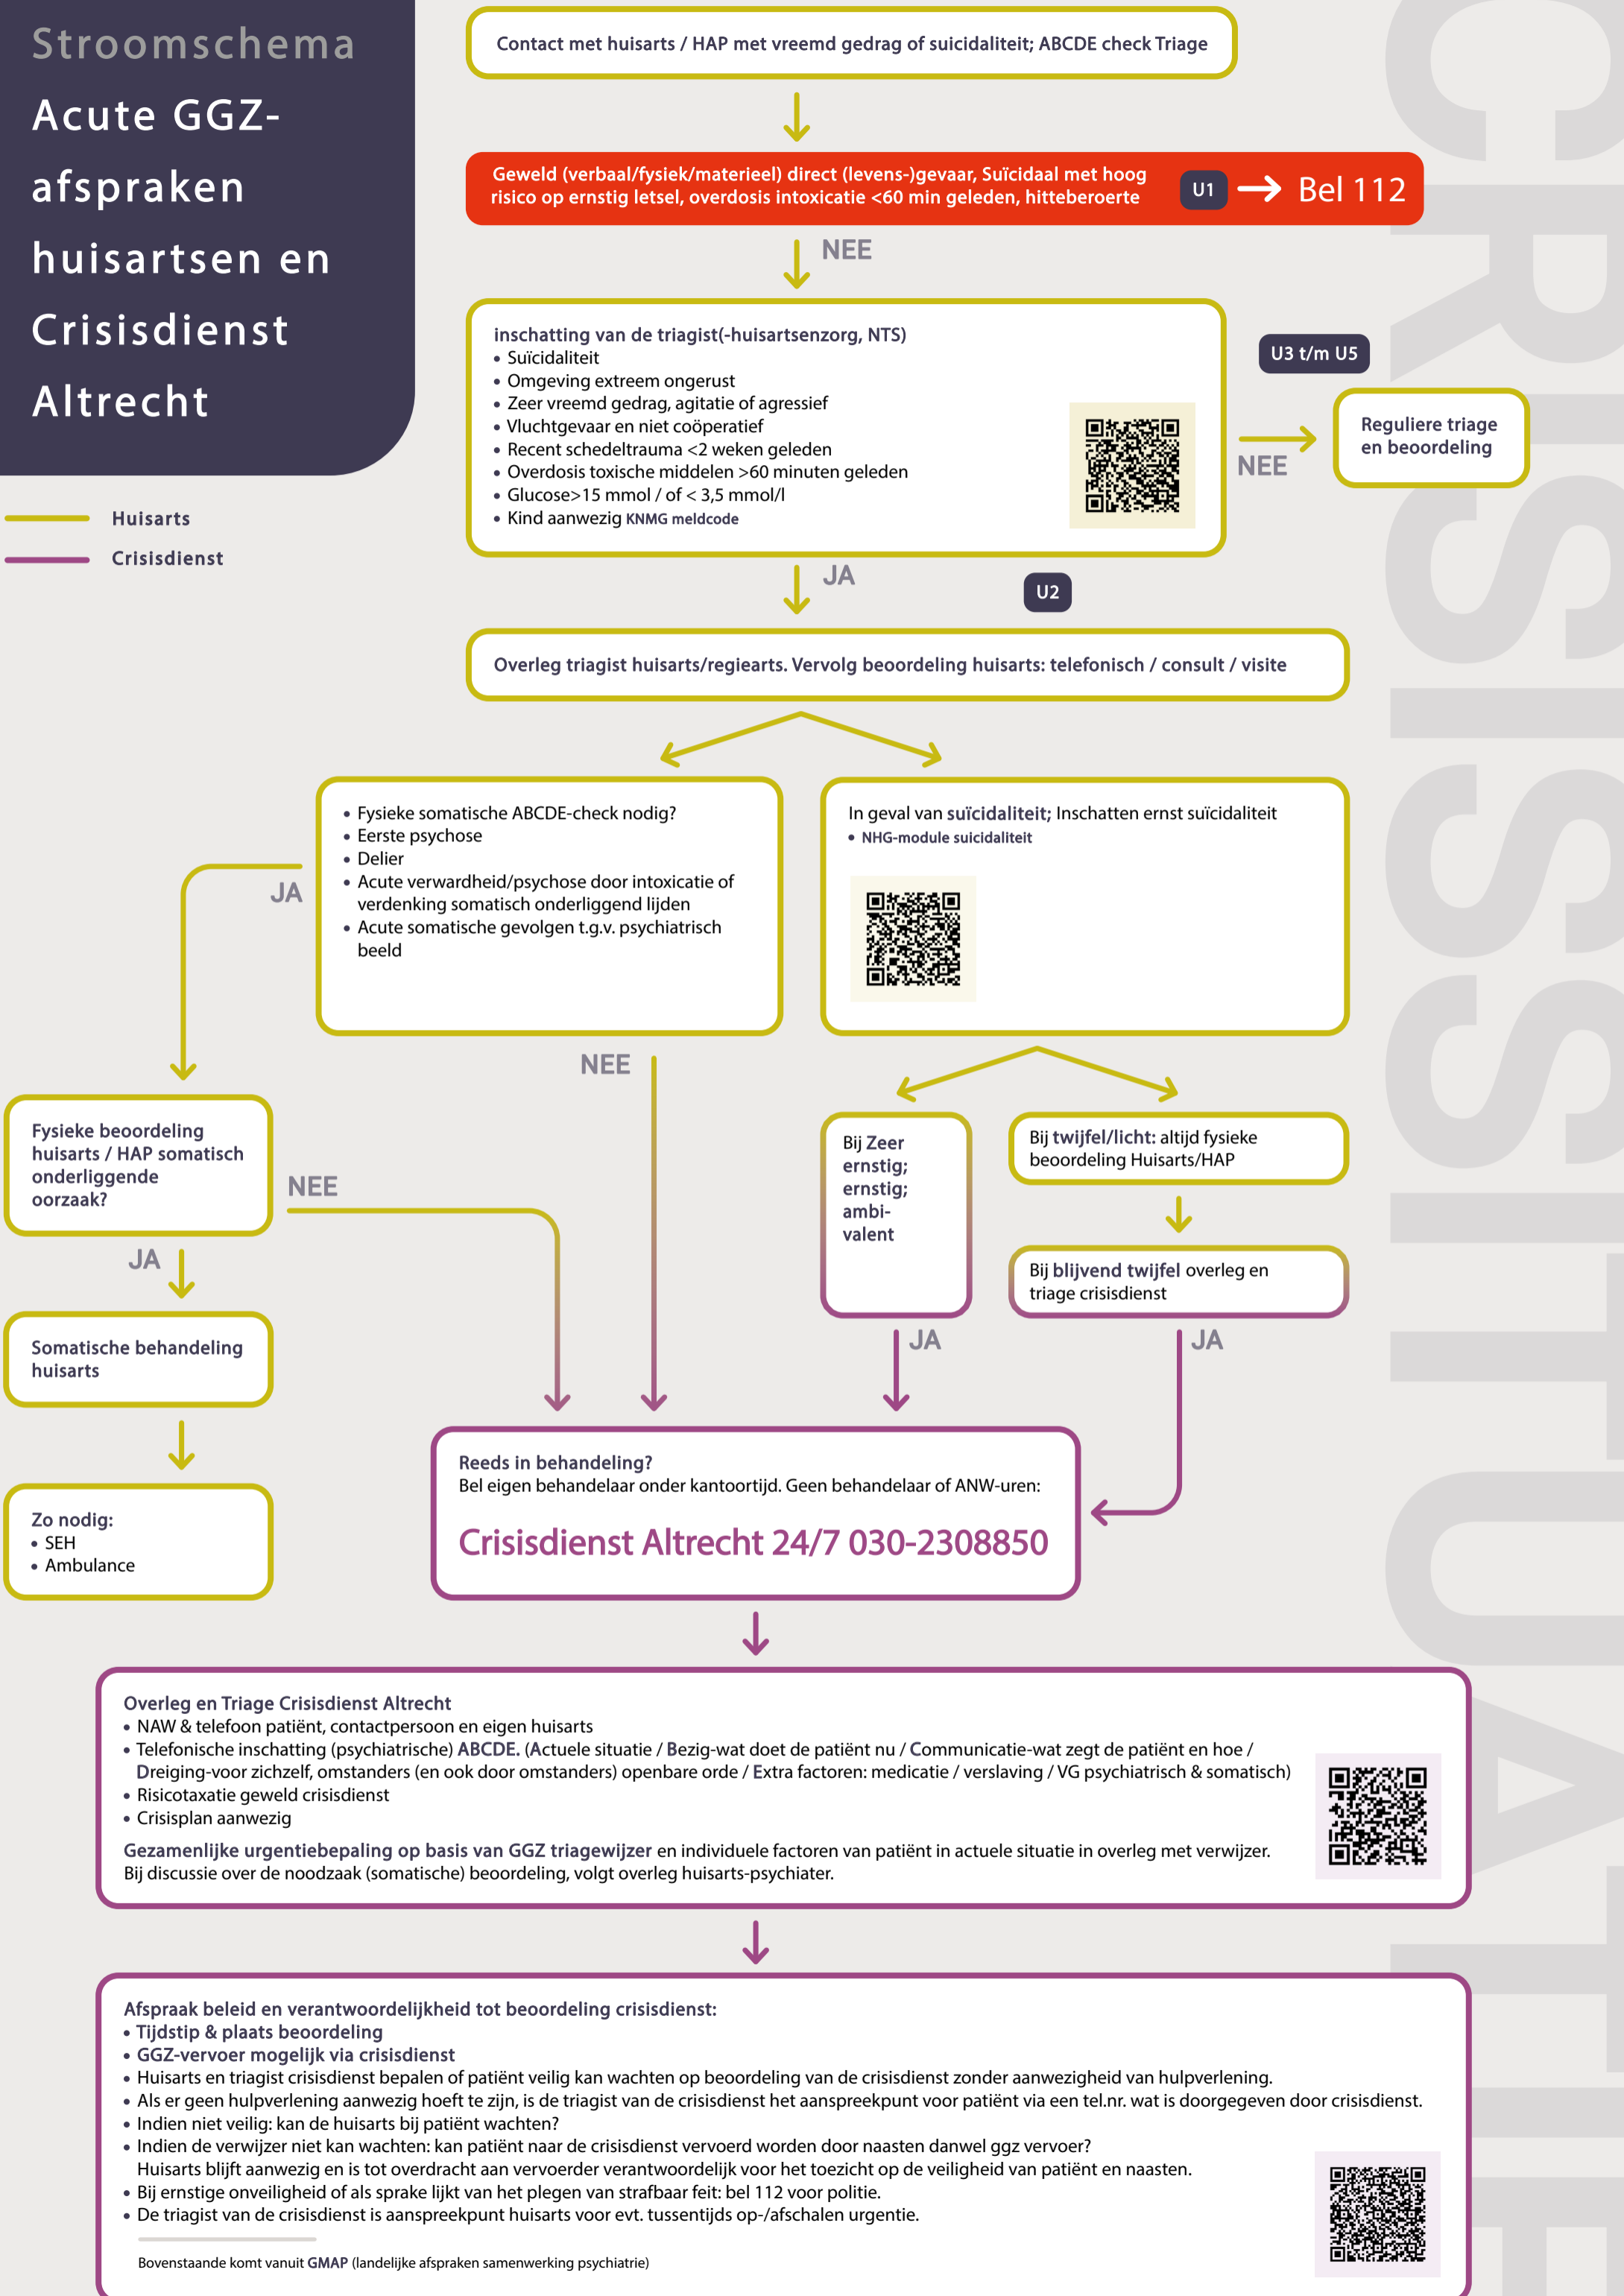 Stroomschema
Acute GGZ-
afspraken
huisartsen en
Crisisdienst
Altrecht
Huisarts
Crisisdienst
Contact met huisarts / HAP met vreemd gedrag of suicidaliteit; ABCDE check Triage
Geweld (verbaal/fysiek/materieel) direct (levens-)gevaar, Suïcidaal met hoog
risico op ernstig letsel, overdosis intoxicatie <60 min geleden, hitteberoerte
U1
Bel 112
NEE
inschatting van de triagist(-huisartsenzorg, NTS)
• Suïcidaliteit
• Omgeving extreem ongerust
• Zeer vreemd gedrag, agitatie of agressief
• Vluchtgevaar en niet coöperatief
• Recent schedeltrauma <2 weken geleden
• Overdosis toxische middelen >60 minuten geleden
• Glucose>15 mmol / of < 3,5 mmol/l
• Kind aanwezig KNMG meldcode
U3 t/m U5
NEE
Reguliere triage
en beoordeling
JA
U2
Overleg triagist huisarts/regiearts. Vervolg beoordeling huisarts: telefonisch / consult / visite
• Fysieke somatische ABCDE-check nodig?
• Eerste psychose
• Delier
• Acute verwardheid/psychose door intoxicatie of
verdenking somatisch onderliggend lijden
• Acute somatische gevolgen t.g.v. psychiatrisch
beeld
In geval van suïcidaliteit; Inschatten ernst suïcidaliteit
• NHG-module suicidaliteit
JA
NEE
Fysieke beoordeling
huisarts / HAP somatisch
onderliggende
oorzaak?
NEE
JA
Somatische behandeling
huisarts
Zo nodig:
• SEH
• Ambulance
Bij Zeer
ernstig;
ernstig;
ambi-
valent
JA
Bij twijfel/licht: altijd fysieke
beoordeling Huisarts/HAP
Bij blijvend twijfel overleg en
triage crisisdienst
JA
Reeds in behandeling?
Bel eigen behandelaar onder kantoortijd. Geen behandelaar of ANW-uren:
Crisisdienst Altrecht 24/7 030-2308850
Overleg en Triage Crisisdienst Altrecht
• NAW & telefoon patiënt, contactpersoon en eigen huisarts
• Telefonische inschatting (psychiatrische) ABCDE. (Actuele situatie / Bezig-wat doet de patiënt nu / Communicatie-wat zegt de patiënt en hoe /
Dreiging-voor zichzelf, omstanders (en ook door omstanders) openbare orde / Extra factoren: medicatie / verslaving / VG psychiatrisch & somatisch)
• Risicotaxatie geweld crisisdienst
• Crisisplan aanwezig
Gezamenlijke urgentiebepaling op basis van GGZ triagewijzer en individuele factoren van patiënt in actuele situatie in overleg met verwijzer.
Bij discussie over de noodzaak (somatische) beoordeling, volgt overleg huisarts-psychiater.
Afspraak beleid en verantwoordelijkheid tot beoordeling crisisdienst:
• Tijdstip & plaats beoordeling
• GGZ-vervoer mogelijk via crisisdienst
• Huisarts en triagist crisisdienst bepalen of patiënt veilig kan wachten op beoordeling van de crisisdienst zonder aanwezigheid van hulpverlening.
• Als er geen hulpverlening aanwezig hoeft te zijn, is de triagist van de crisisdienst het aanspreekpunt voor patiënt via een tel.nr. wat is doorgegeven door crisisdienst.
• Indien niet veilig: kan de huisarts bij patiënt wachten?
• Indien de verwijzer niet kan wachten: kan patiënt naar de crisisdienst vervoerd worden door naasten danwel ggz vervoer?
Huisarts blijft aanwezig en is tot overdracht aan vervoerder verantwoordelijk voor het toezicht op de veiligheid van patiënt en naasten.
• Bij ernstige onveiligheid of als sprake lijkt van het plegen van strafbaar feit: bel 112 voor politie.
• De triagist van de crisisdienst is aanspreekpunt huisarts voor evt. tussentijds op-/afschalen urgentie.
Bovenstaande komt vanuit GMAP (landelijke afspraken samenwerking psychiatrie)
CRISISSITUATIE